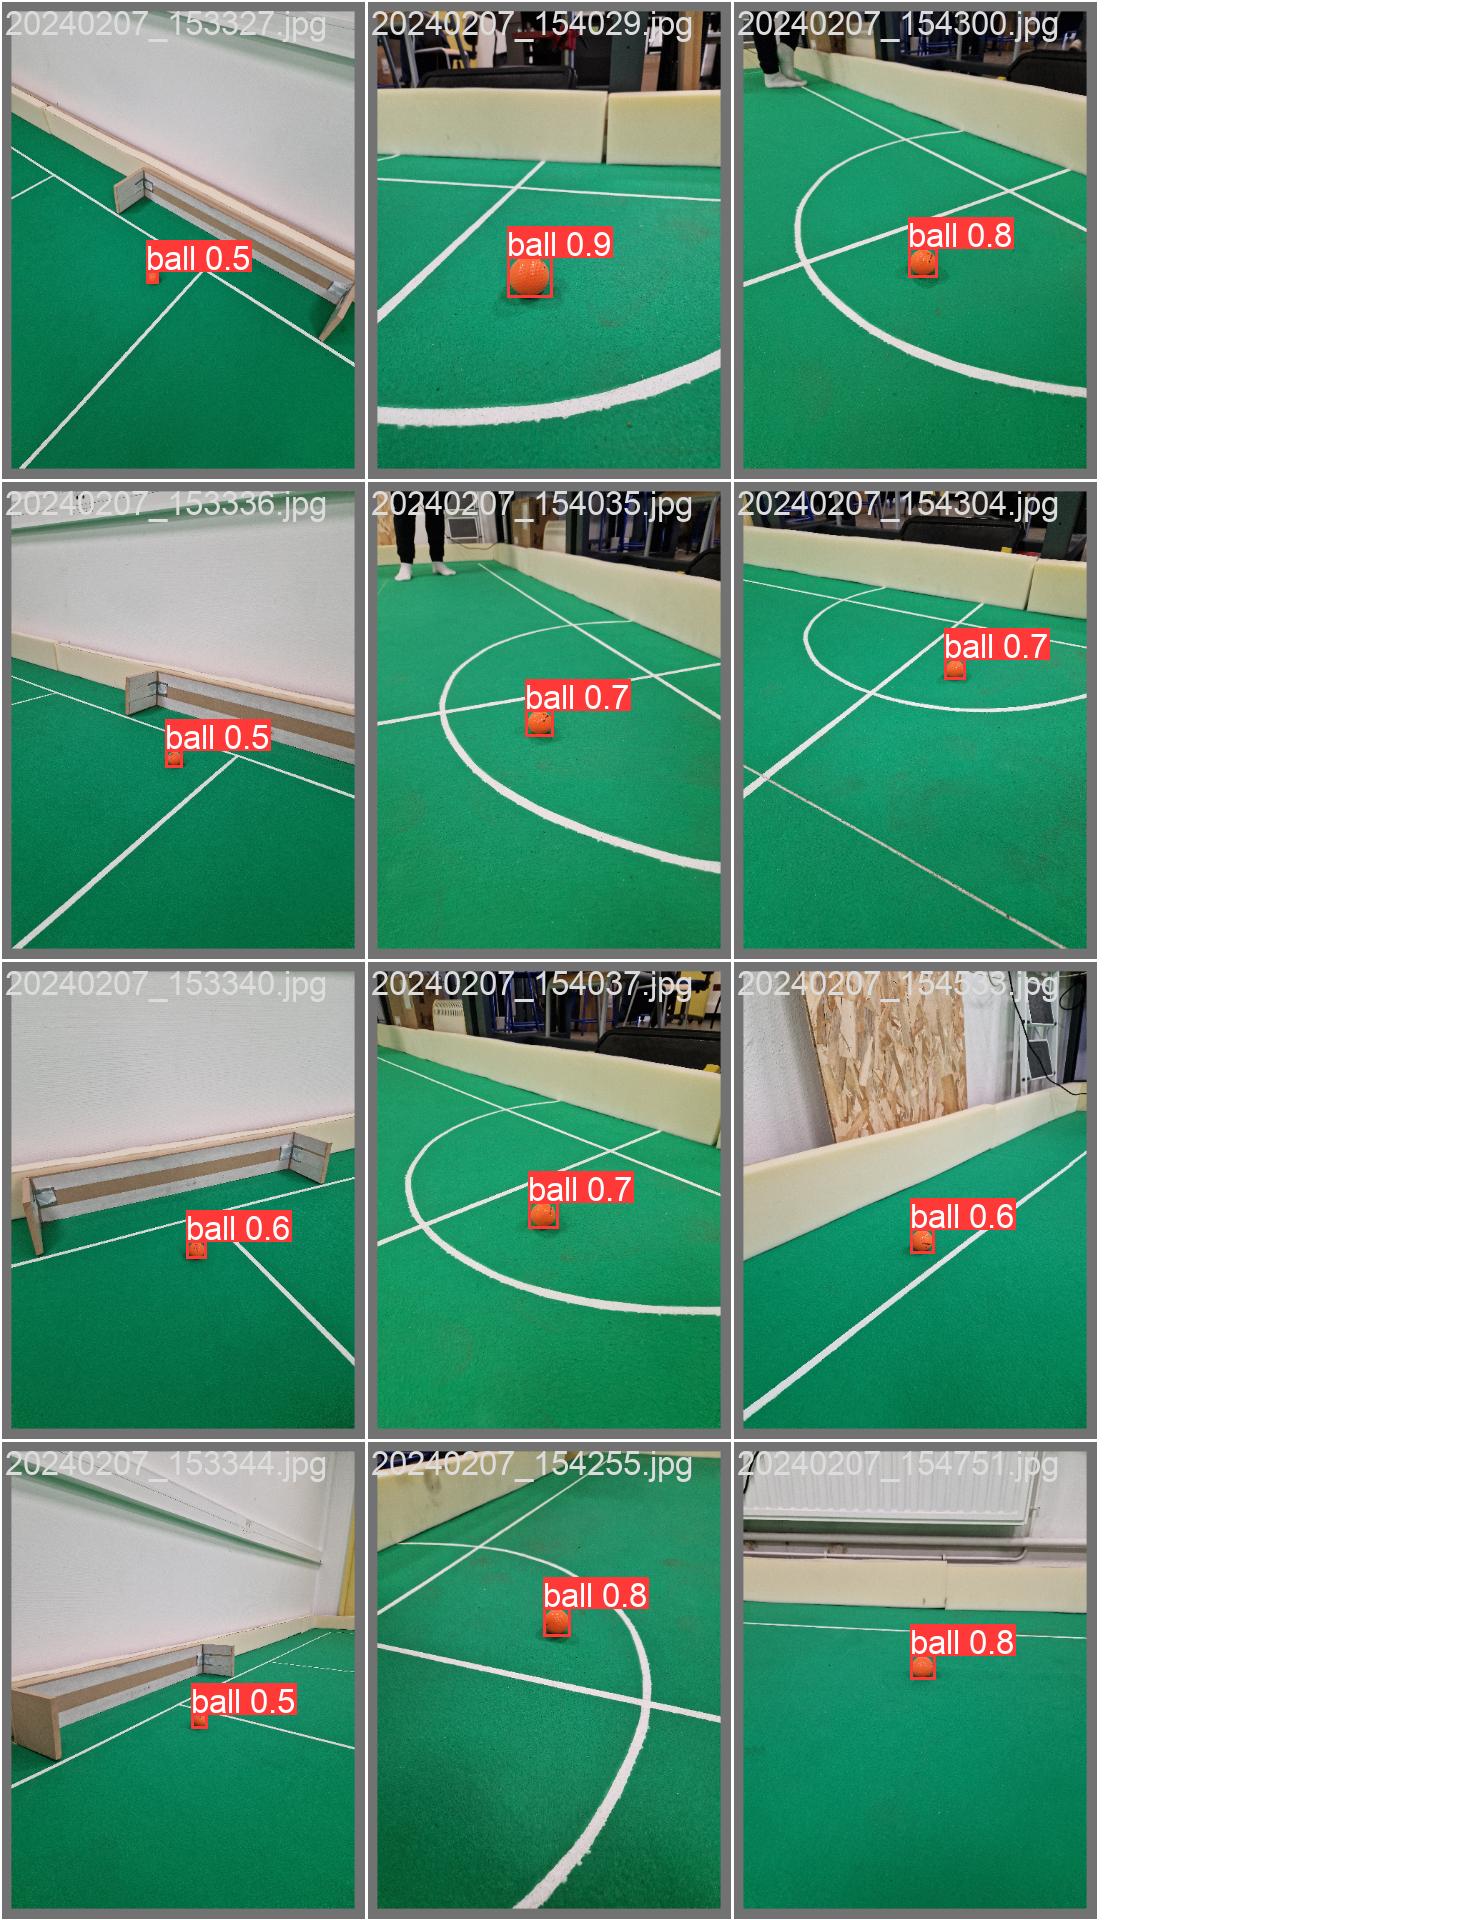 20240207_153327.jpg
ball 0.5
20240207_154029.jpg
ball 0.9
20240207_154300.jpg
ball 0.8
20240207_153336.jpg
ball 0.5
20240207_154035.jpg
ball 0.7
20240207_154304.jpg
ball 0.7
20240207_153340.jpg
ball 0.6
20240207_154037.jpg
ball 0.7
20240207_154533.jpg
ball 0.6
20240207_153344.jpg
ball 0.5
20240207_154255.jpg
ball 0.8
20240207_154751.jpg
ball 0.8